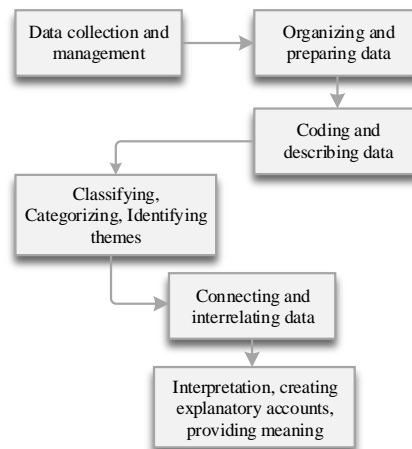 Data collection and
management
Organizing and
preparing data
Coding and
describing data
Classifying,
Categorizing, Identifying
themes
Connecting and
interrelating data
Interpretation, creating
explanatory accounts,
providing meaning